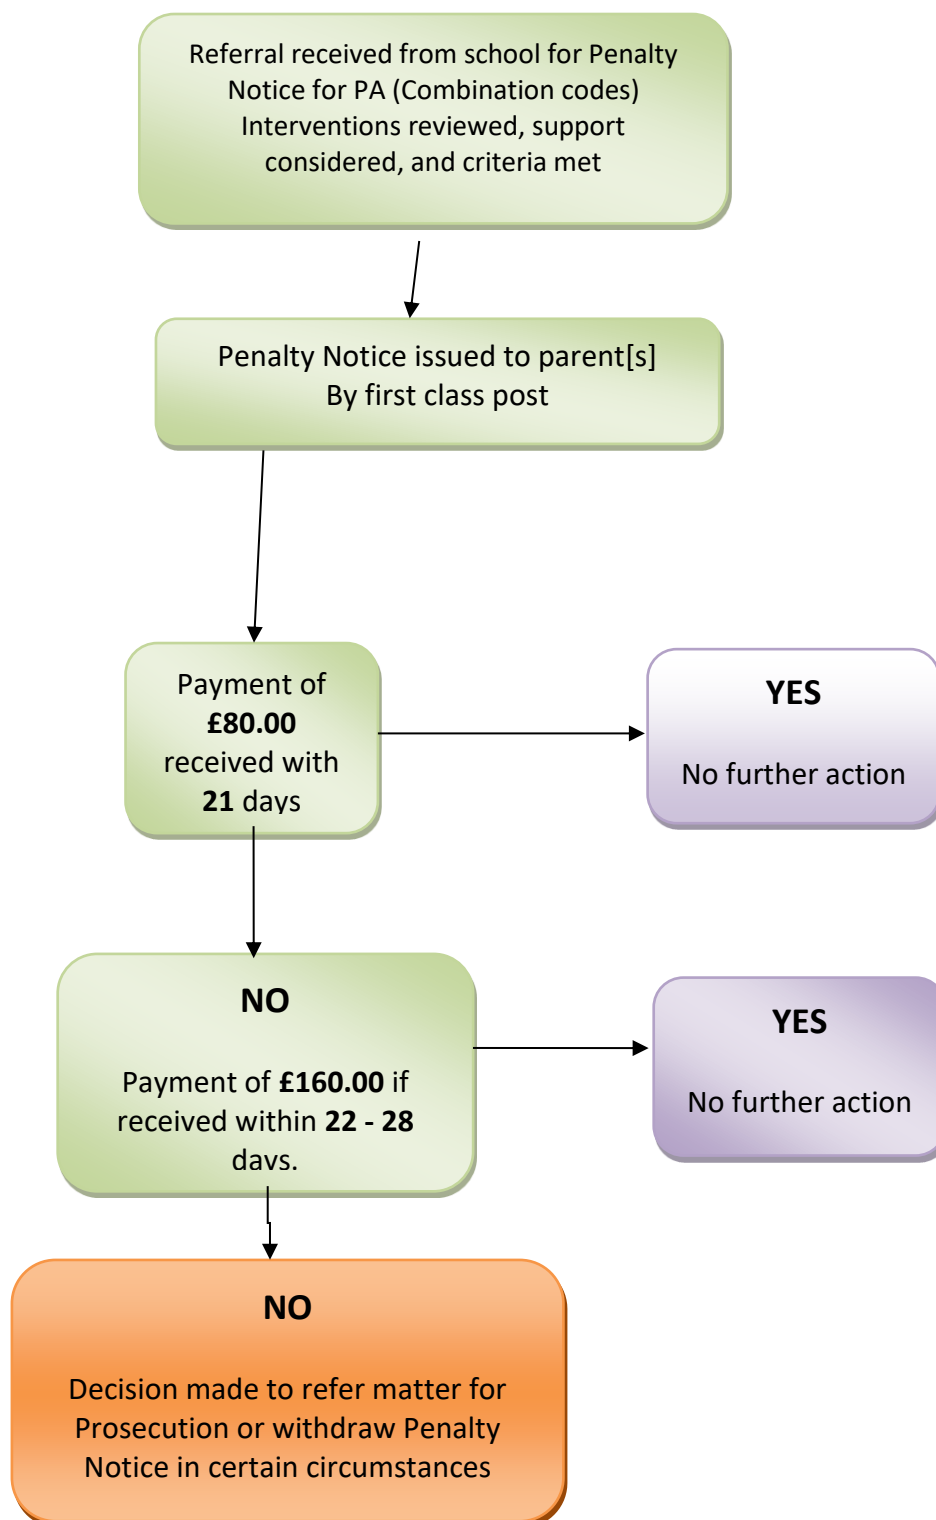 Referral received from school for Penalty
Notice for PA (Combination codes)
Interventions reviewed, support
considered, and criteria met
Penalty Notice issued to parent[s]
By first class post
Payment of
£80.00
received with
21 days
YES
No further action
NO
Payment of £160.00 if
received within 22 - 28
days.
YES
No further action
NO
Decision made to refer matter for
Prosecution or withdraw Penalty
Notice in certain circumstances